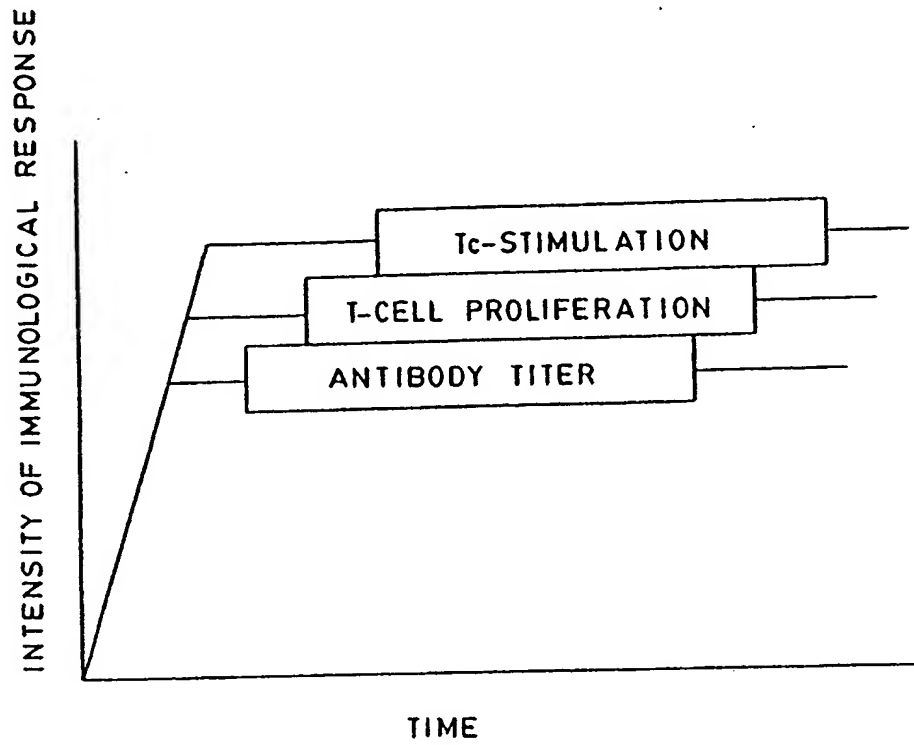 INTENSITY OF IMMUNOLOGICAL RESPONSE
Tc-STIMULATION
T-CELL PROLIFERATION
ANTIBODY TITER
TIME